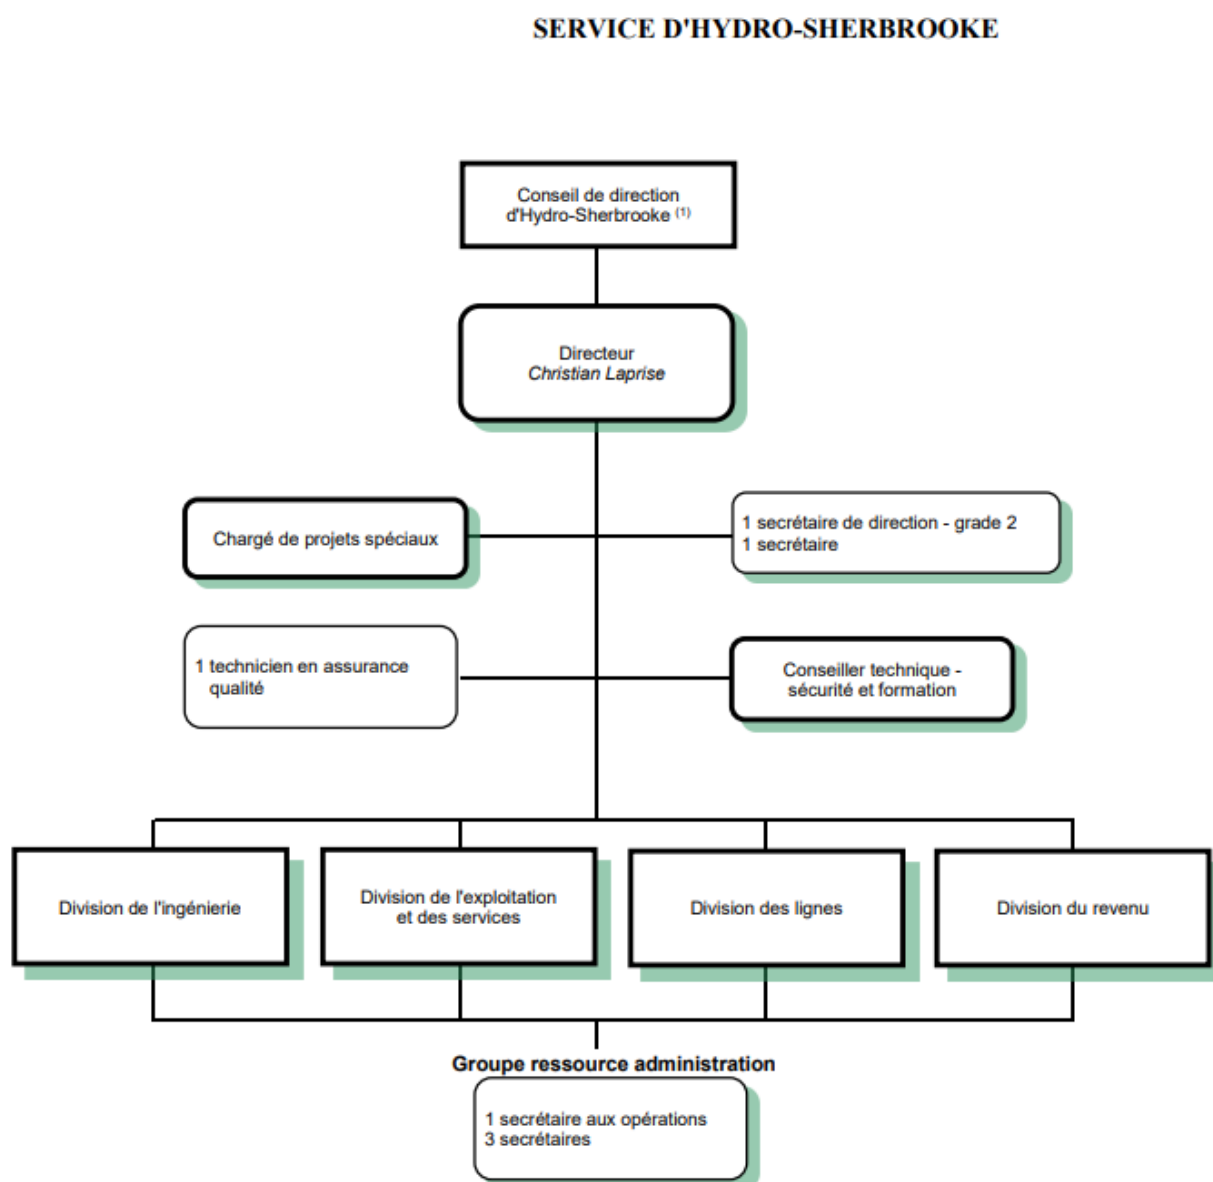 SERVICE D'HYDRO-SHERBROOKE
Conseil de direction
d'Hydro-Sherbrooke (1)
Directeur
Christian Laprise
Chargé de projets spéciaux
1 secrétaire de direction - grade 2
1 secrétaire
1 technicien en assurance
qualité
Conseiller technique -
sécurité et formation
Division de l'ingénierie
Division de l'exploitation
et des services
Division des lignes
Division du revenu
Groupe ressource administration
1 secrétaire aux opérations
3 secrétaires